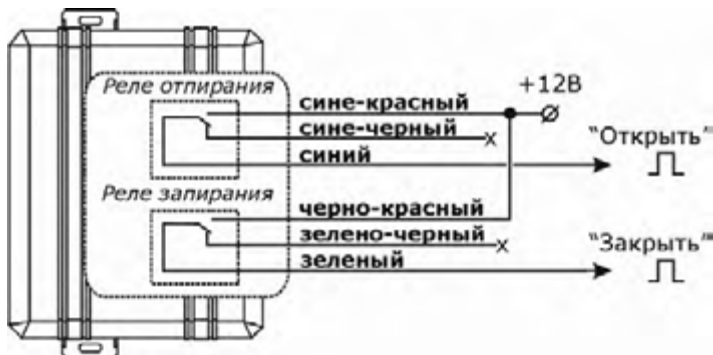 Реле отпирания
+12В
сине-красный
сине-черный
х
"Открыть"
синий
Реле запирания
черно-красный
зелено-черный
х
"Закрыть"
зеленый